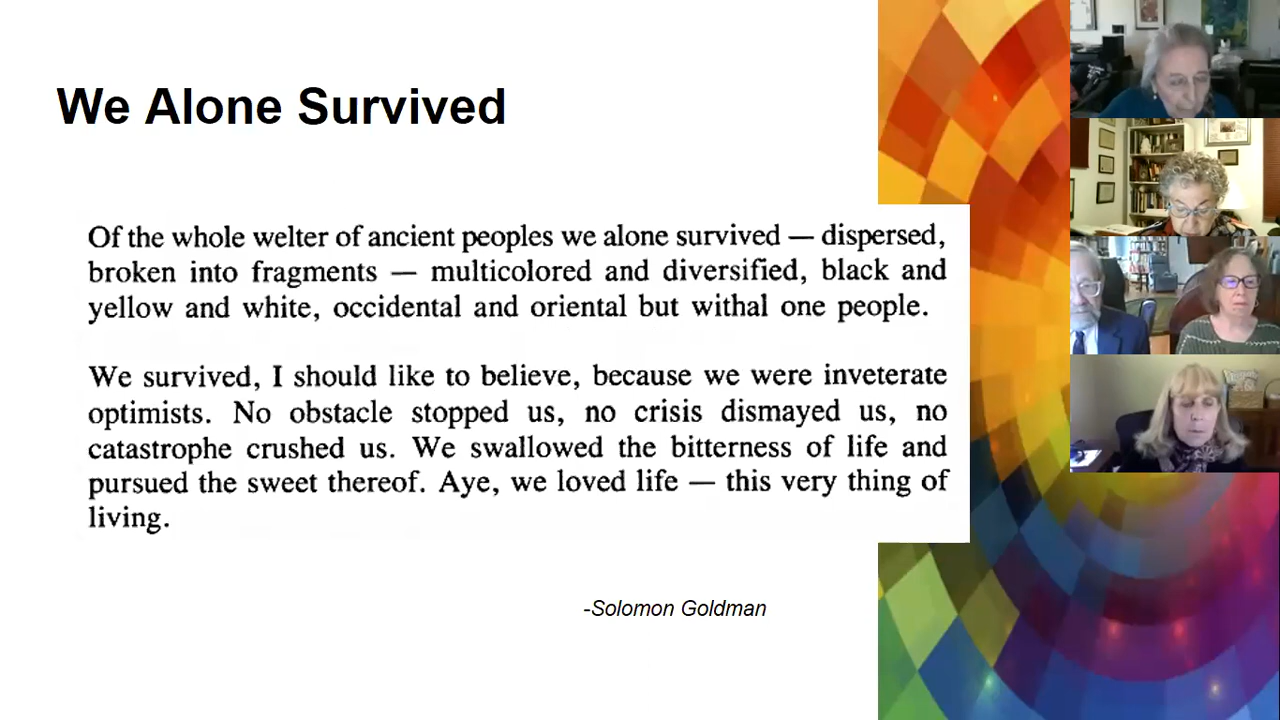 We Alone Survived
Of the whole welter of ancient peoples we alone survived — dispersed,
broken into fragments — multicolored and diversified, black and
yellow and white, occidental and oriental but withal one people.
We survived, I should like to believe, because we were inveterate
optimists. No obstacle stopped us, no crisis dismayed us, no
catastrophe crushed us. We swallowed the bitterness of life and
pursued the sweet thereof. Aye, we loved life — this very thing of
living.
-Solomon Goldman